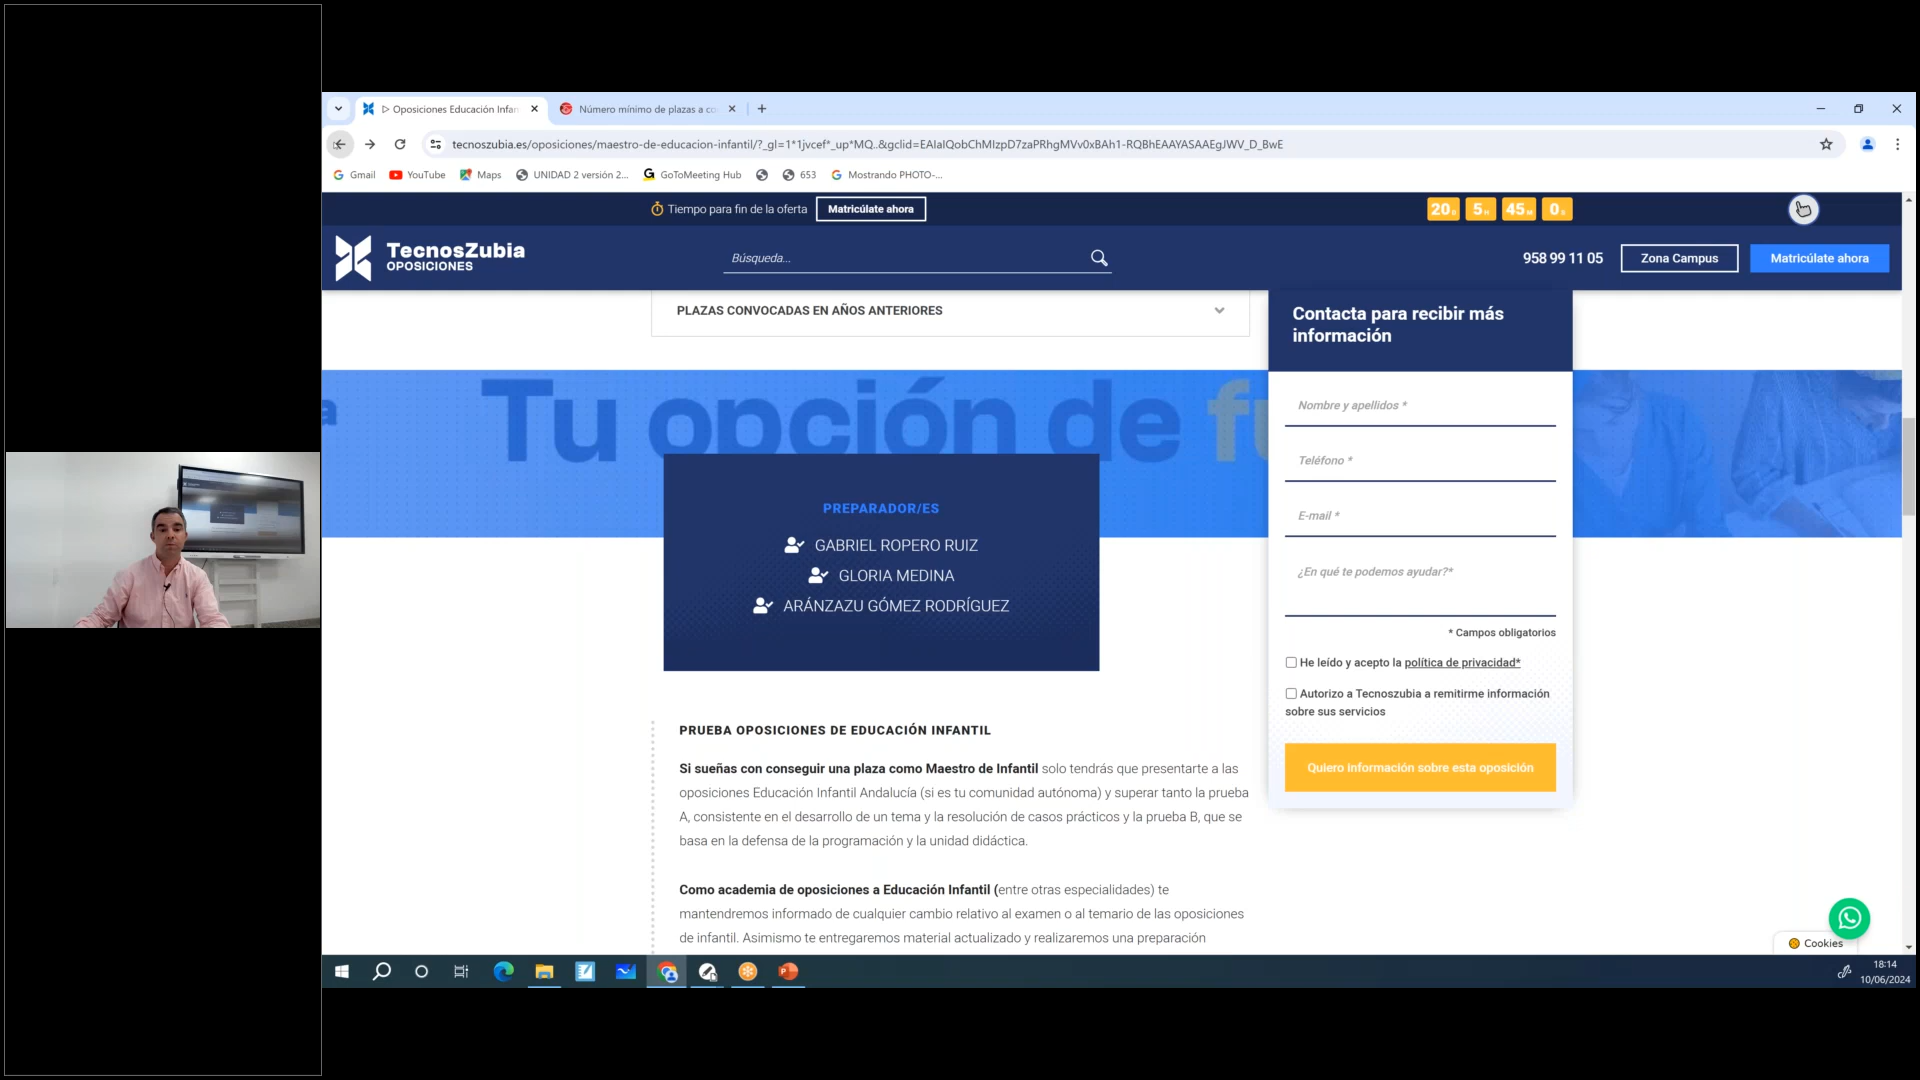 ▷ Oposiciones Educación Infan
Número mínimo de plazas a co
tecnoszubia.es/oposiciones/maestro-de-educacion-infantil/?_gl=1*1jvcef*_up*MQ..&gclid=EAIaIQobChMIzpD7zaPRhgMVv0xBAh1-RQBhEAAYASAAEgJWV_D_BwE
Gmail
YouTube
Maps
UNIDAD 2 versión 2...
GoToMeeting Hub
653
Mostrando PHOTO-...
Tiempo para fin de la oferta
Matricúlate ahora
20 5 45 0
TecnosZubia
OPOSICIONES
Búsqueda...
958 99 11 05
Zona Campus
Matricúlate ahora
PLAZAS CONVOCADAS EN AÑOS ANTERIORES
Tu opción de fu
PREPARADOR/ES
GABRIEL ROPERO RUIZ
GLORIA MEDINA
ARÁNZAZU GÓMEZ RODRÍGUEZ
PRUEBA OPOSICIONES DE EDUCACIÓN INFANTIL
Si sueñas con conseguir una plaza como Maestro de Infantil solo tendrás que presentarte a las
oposiciones Educación Infantil Andalucía (si es tu comunidad autónoma) y superar tanto la prueba
A, consistente en el desarrollo de un tema y la resolución de casos prácticos y la prueba B, que se
basa en la defensa de la programación y la unidad didáctica.
Como academia de oposiciones a Educación Infantil (entre otras especialidades) te
mantendremos informado de cualquier cambio relativo al examen o al temario de las oposiciones
de infantil. Asimismo te entregaremos material actualizado y realizaremos una preparación
Contacta para recibir más
información
Nombre y apellidos *
Teléfono *
E-mail *
¿En qué te podemos ayudar?*
* Campos obligatorios
He leído y acepto la política de privacidad*
Autorizo a Tecnoszubia a remitirme información
sobre sus servicios
Quiero información sobre esta oposición
Cookies
18:14
10/06/2024